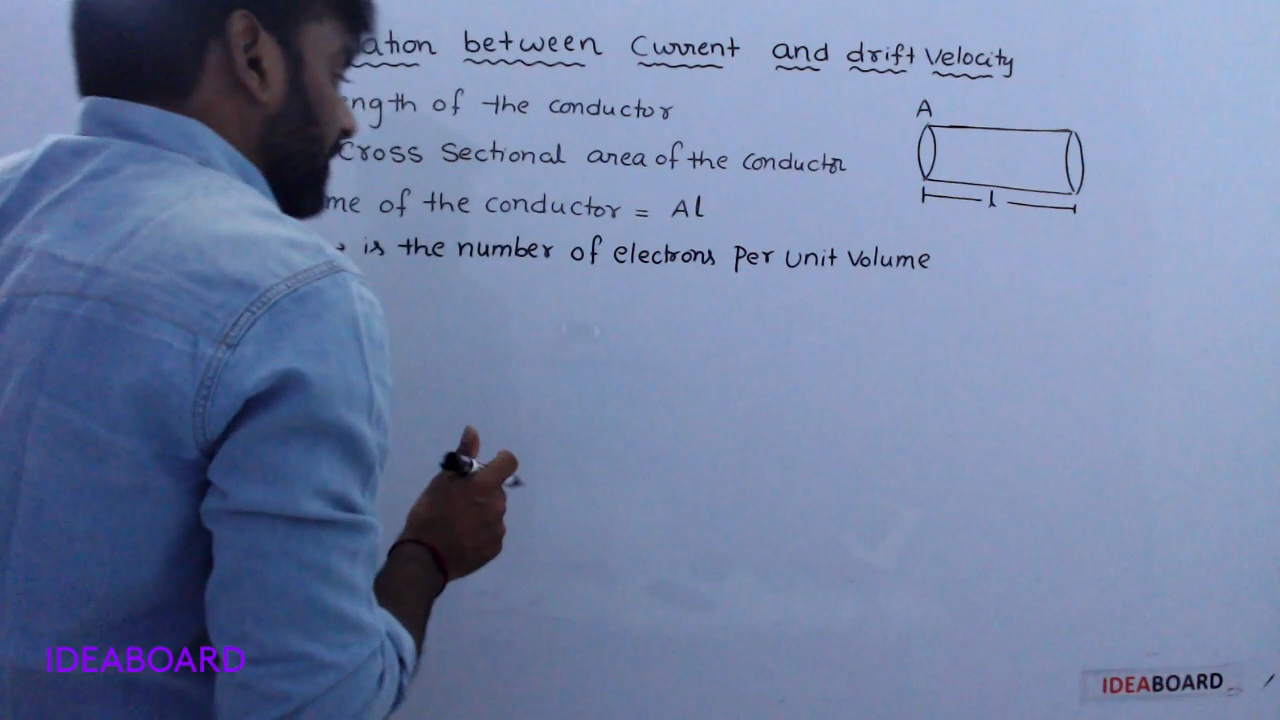 ation between Current and drift velocity
ngth of the conductor
A
Cross Sectional area of the conductor
me of the conductor = Al
l
is the number of electrons Per Unit Volume
IDEABOARD
IDEABOARD